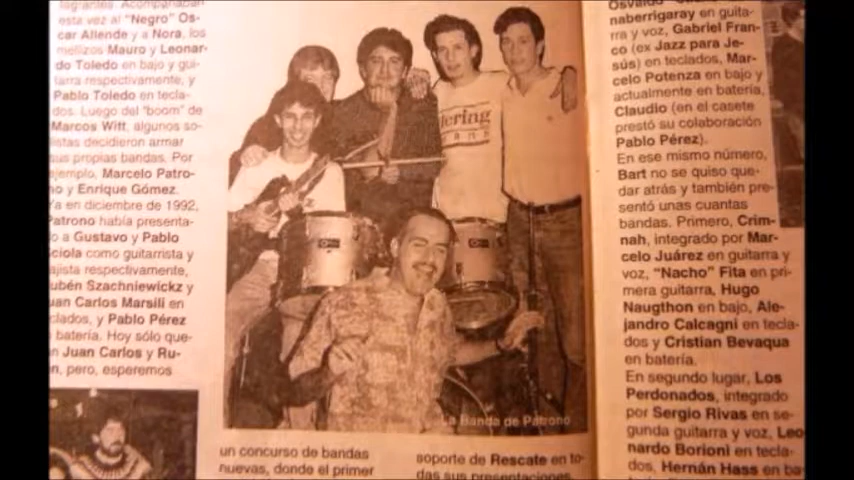 lograntes. Acompañaban
esta vez al "Negro" Os-
car Allende y a Nora, los
mellizos Mauro y Leonar-
do Toledo en bajo y gui-
tarra respectivamente, y
Pablo Toledo en tecla-
dos. Luego del "boom" de
Marcos Witt, algunos so-
listas decidieron armar
sus propias bandas. Por
ejemplo, Marcelo Patro-
no y Enrique Gómez.
Ya en diciembre de 1992,
Patrono había presenta-
do a Gustavo y Pablo
como guitarrista y
bajista respectivamente,
Rubén Szachniewickz y
Juan Carlos Marsili en
teclados, y Pablo Pérez
batería. Hoy sólo que-
Juan Carlos y Ru-
pero, esperemos
ering
La Banda de Patrono
un concurso de bandas
nuevas, donde el primer
soporte de Rescate en to-
das sus presentaciones
Osvaldo
naberrigaray en guita-
rra y voz, Gabriel Fran-
co (ex Jazz para Je-
sús) en teclados, Mar-
celo Potenza en bajo y
actualmente en batería,
Claudio (en el casete
prestó su colaboración
Pablo Pérez).
En ese mismo número,
Bart no se quiso que-
dar atrás y también pre-
sentó unas cuantas
bandas. Primero, Crim-
nah, integrado por Mar-
celo Juárez en guitarra y
voz, "Nacho" Fita en pri-
mera guitarra, Hugo
Naugthon en bajo, Ale-
jandro Calcagni en tecla-
dos y Cristian Bevaqua
en batería.
En segundo lugar, Los
Perdonados, integrado
por Sergio Rivas en se-
gunda guitarra y voz, Leo-
nardo Borioni en tecla-
dos, Hernán Hass en ba-